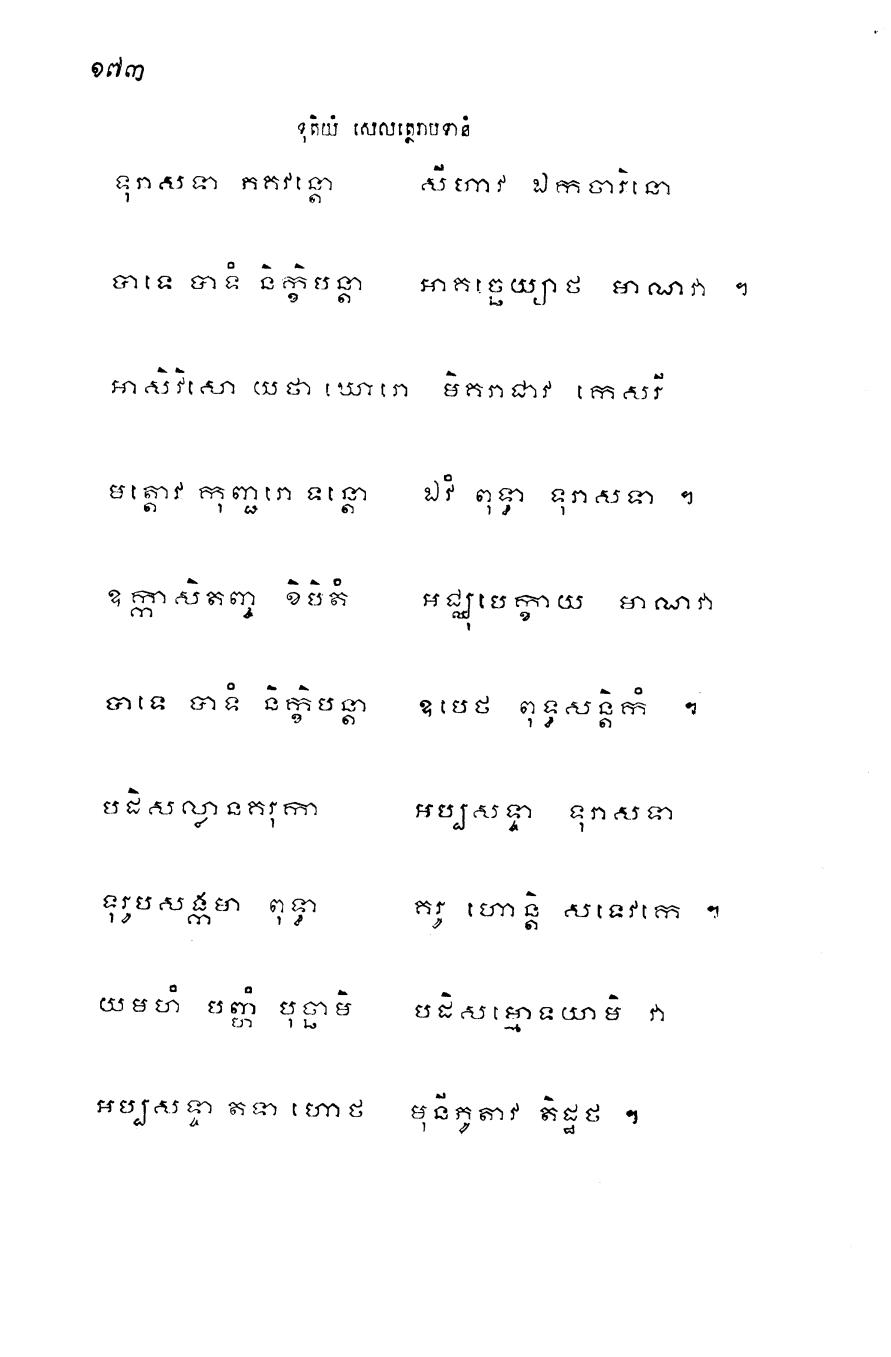 ១៧៣
ទុតិយំ សេលត្ថេរាបទានំ
ទុរាសទា ភគវន្តោ សីហាវ ឯកចារិនោ
បាទេ បាទំ និក្ខិបន្តា អាគច្ឆេយ្យាថ មាណវា ។
អាសិវិសោ យថា ឃោរោ មិគរាជាវ កេសរី
មត្តោវ កុញ្ជរោ ទន្តោ ឯវំ ពុទ្ធា ទុរាសទា ។
ឧក្កាសិតញ្ច ខិបិតំ អជ្ឈុបេក្ខាយ មាណវា
បាទេ បាទំ និក្ខិបន្តា ឧបេថ ពុទ្ធសន្តិកំ ។
បដិសល្លានគរុកា អប្បសទ្ទា ទុរាសទា
ទុរូបសង្កមា ពុទ្ធា គរូ ហោន្តិ សទេវកេ ។
យមហំ បញ្ហំ បុច្ឆាមិ បដិសម្មោទយាមិ វា
អប្បសទ្ទា តទា ហោថ មុនីភូតាវ តិដ្ឋថ ។